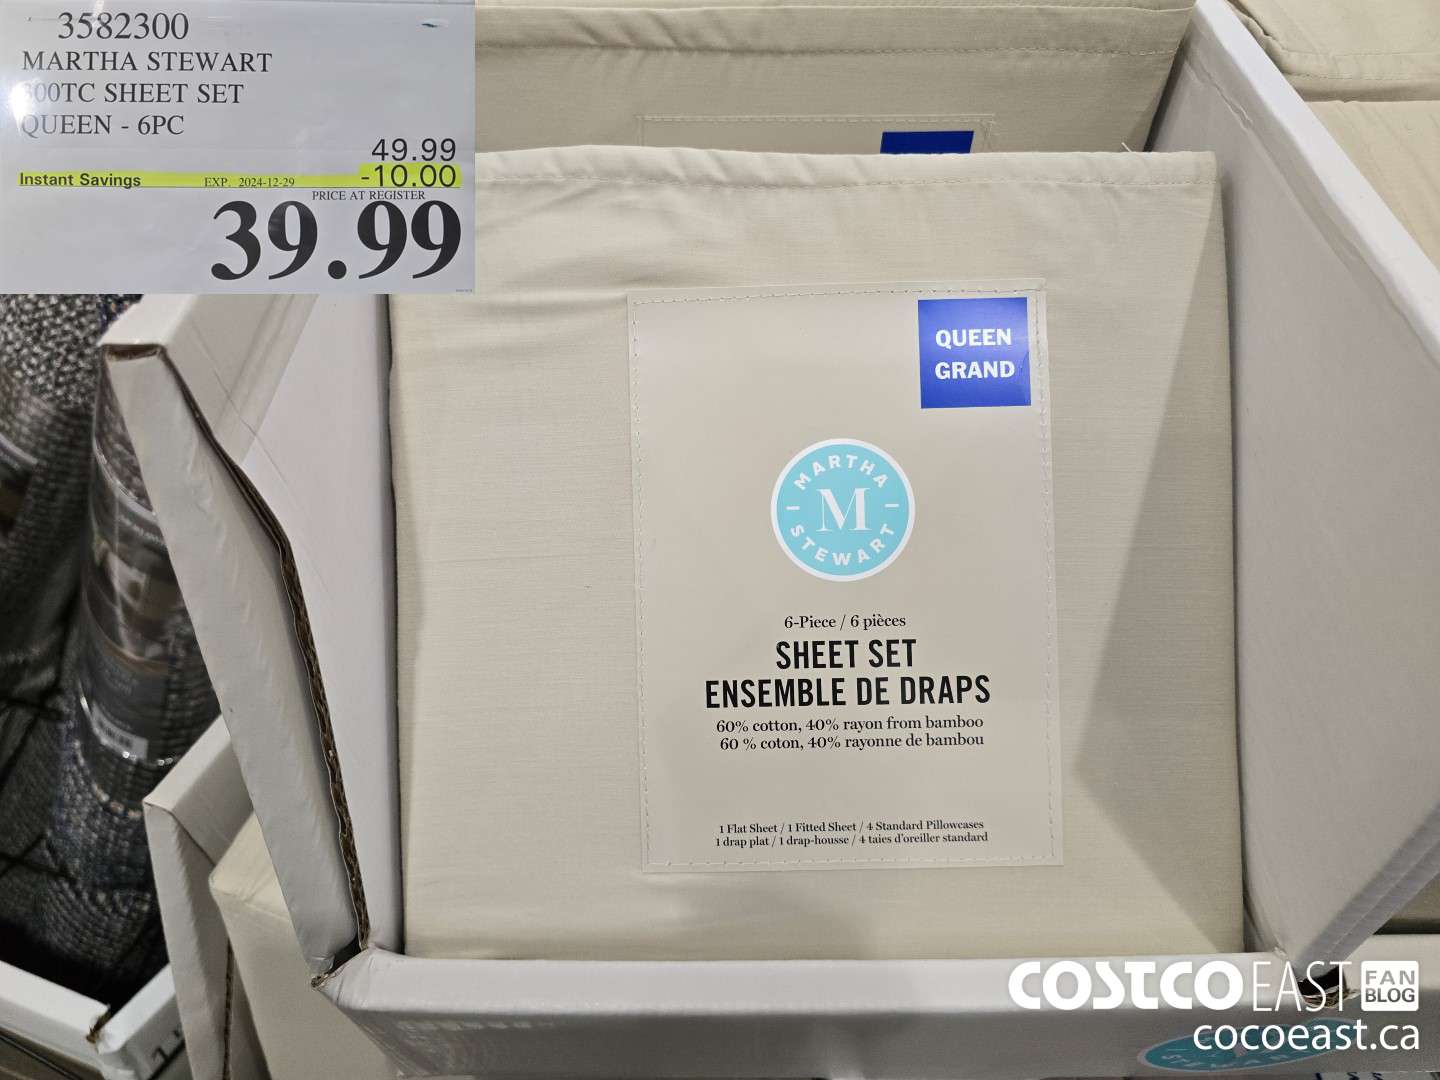 3582300
MARTHA STEWART
300TC SHEET SET
QUEEN - 6PC
49.99
Instant Savings EXP. 2024-12-29 -10.00
PRICE AT REGISTER
39.99
QUEEN
GRAND
MARTHA
M
STEWART
6-Piece / 6 pièces
SHEET SET
ENSEMBLE DE DRAPS
60% cotton, 40% rayon from bamboo
60 % coton, 40% rayonne de bambou
1 Flat Sheet / 1 Fitted Sheet / 4 Standard Pillowcases
1 drap plat / 1 drap-housse / 4 taies d'oreiller standard
COSTCO EAST FAN BLOG
cocoeast.ca